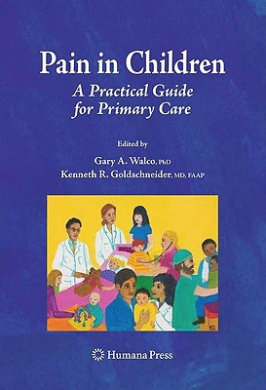 Pain in Children
A Practical Guide
for Primary Care
Edited by
Gary A. Walco, PhD
Kenneth R. Goldschneider, MD, FAAP
Humana Press